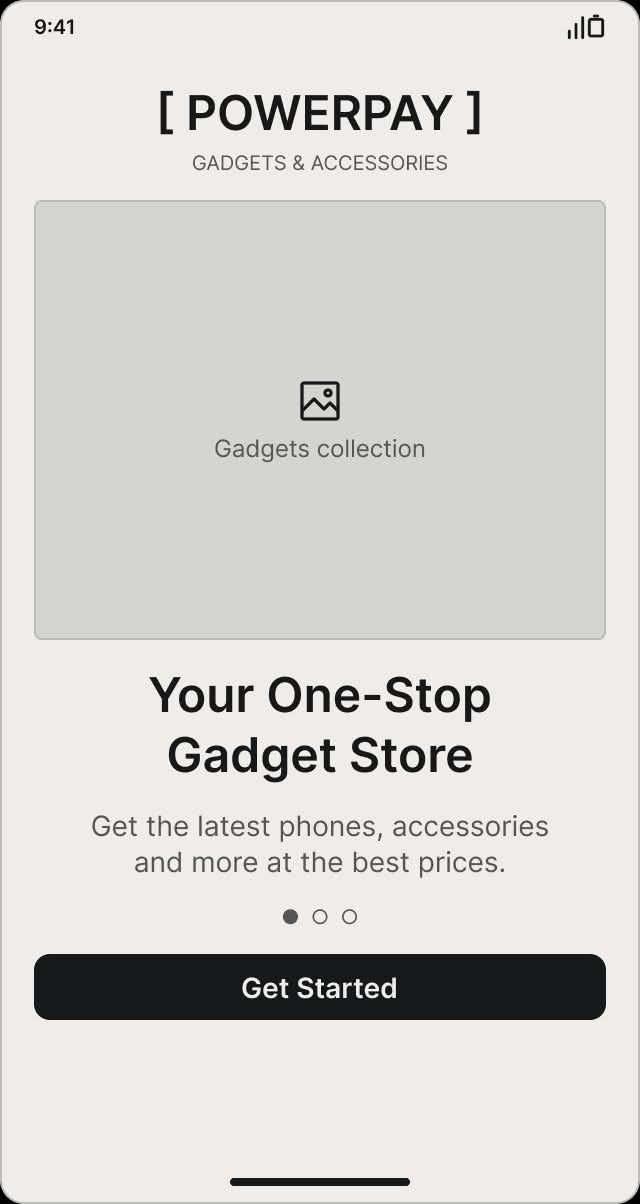 9:41
[ POWERPAY ]
GADGETS & ACCESSORIES
Gadgets collection
Your One-Stop
Gadget Store
Get the latest phones, accessories
and more at the best prices.
Get Started